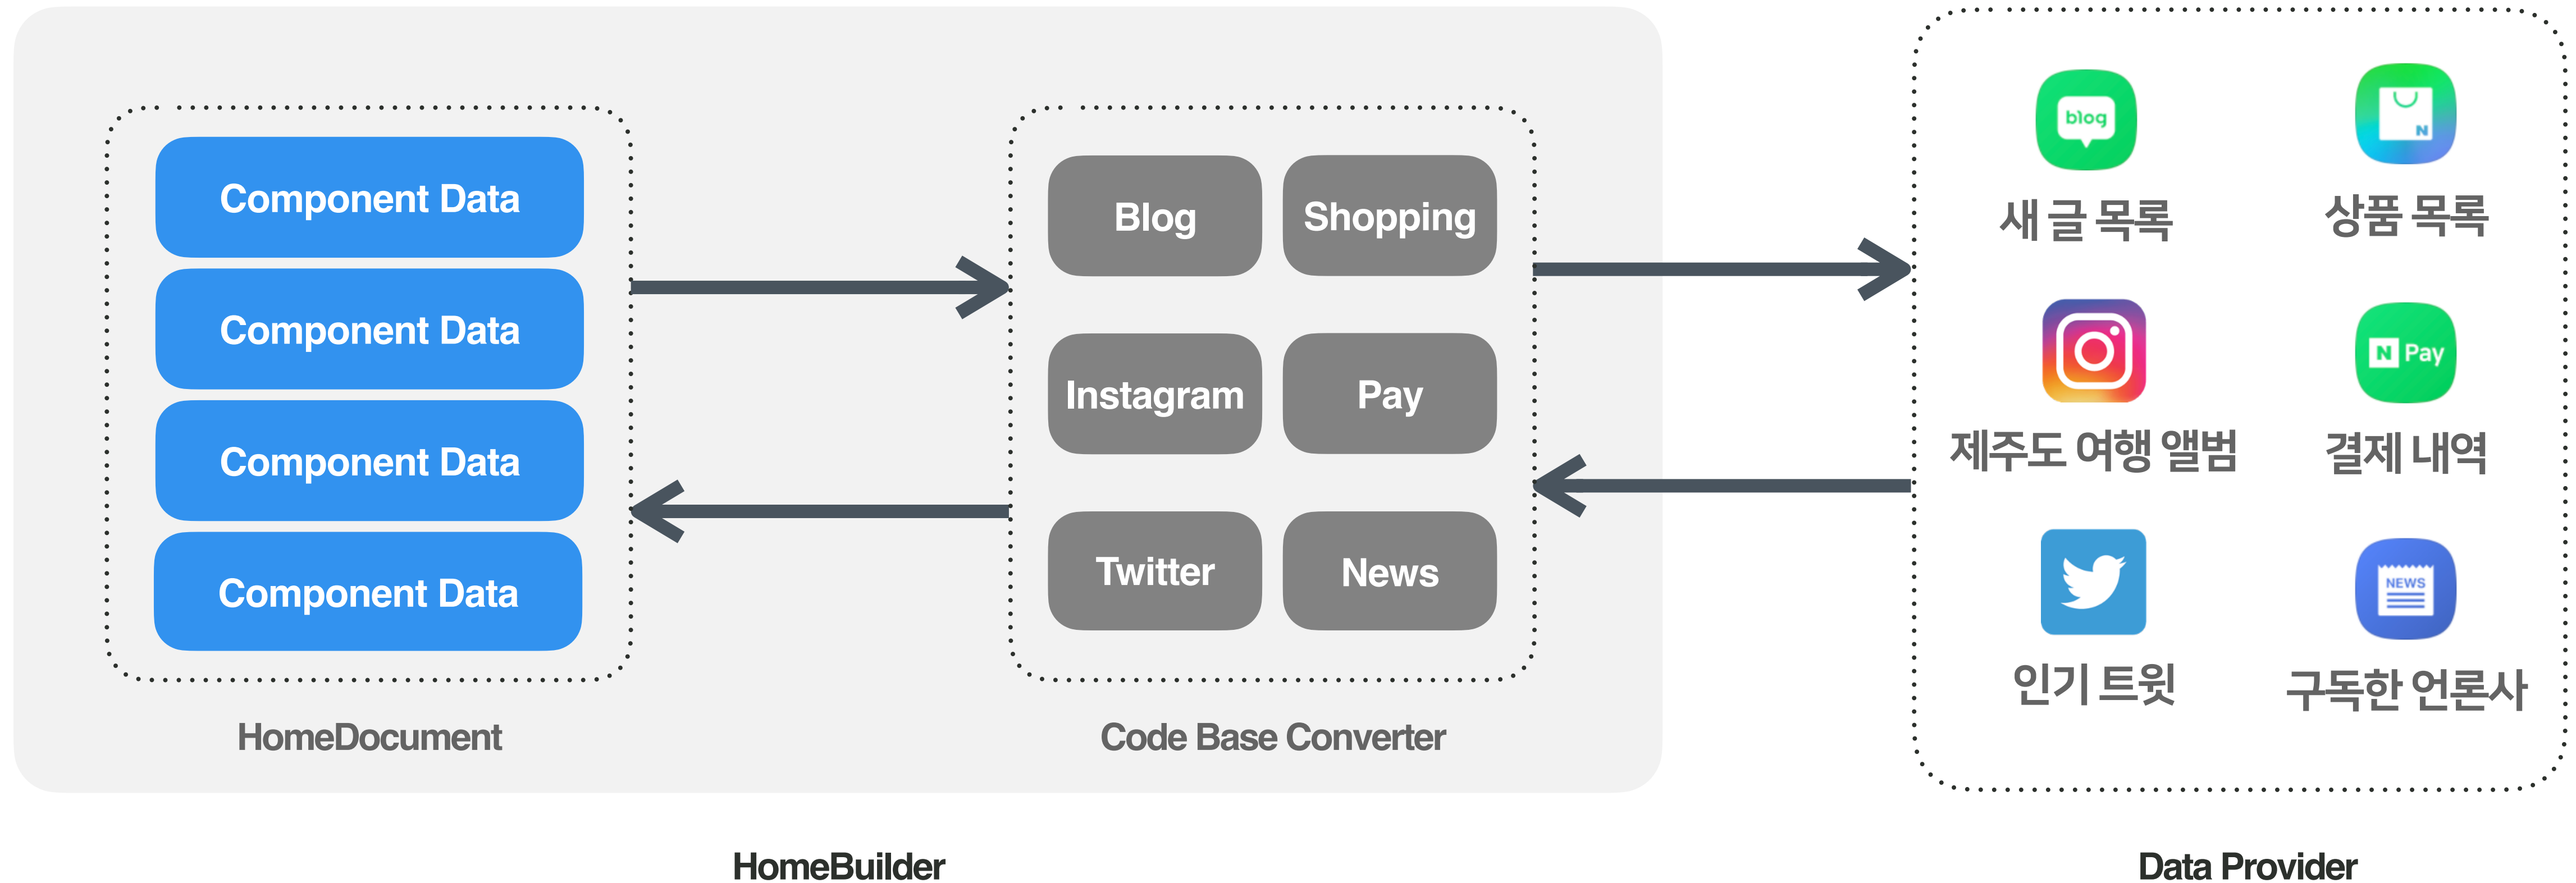 Component Data
Component Data
Component Data
Component Data
HomeDocument
Blog
Shopping
Instagram
Pay
Twitter
News
Code Base Converter
HomeBuilder
blog
새 글 목록
N
상품 목록
제주도 여행 앨범
N Pay
결제 내역
인기 트윗
NEWS
구독한 언론사
Data Provider